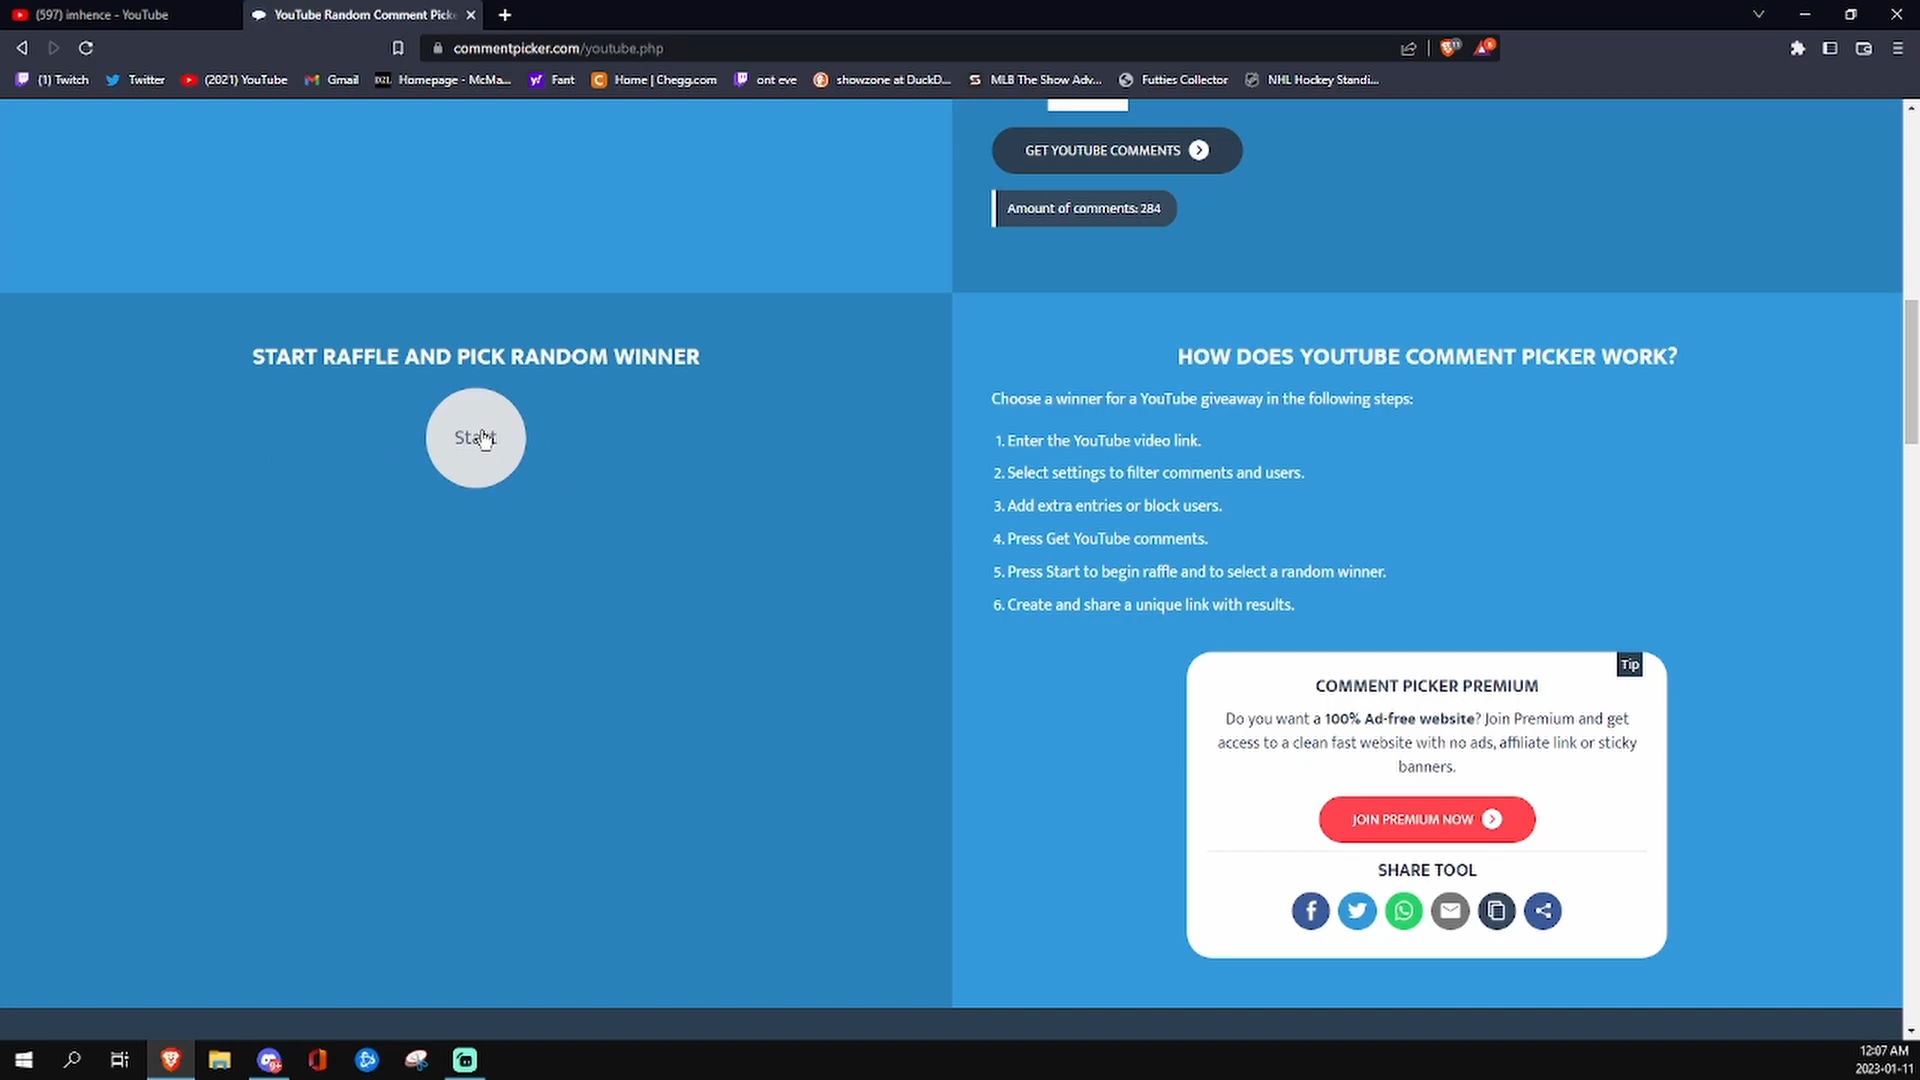 (597) imhence - YouTube
YouTube Random Comment Picke
commentpicker.com/youtube.php
(1) Twitch
Twitter
(2021) YouTube
Gmail
Homepage - McMa...
Fant
Home | Chegg.com
ont eve
showzone at DuckD...
MLB The Show Adv...
Futties Collector
NHL Hockey Standi...
GET YOUTUBE COMMENTS
Amount of comments: 284
START RAFFLE AND PICK RANDOM WINNER
Start
HOW DOES YOUTUBE COMMENT PICKER WORK?
Choose a winner for a YouTube giveaway in the following steps:
1. Enter the YouTube video link.
2. Select settings to filter comments and users.
3. Add extra entries or block users.
4. Press Get YouTube comments.
5. Press Start to begin raffle and to select a random winner.
6. Create and share a unique link with results.
Tip
COMMENT PICKER PREMIUM
Do you want a 100% Ad-free website? Join Premium and get
access to a clean fast website with no ads, affiliate link or sticky
banners.
JOIN PREMIUM NOW
SHARE TOOL
12:07 AM
2023-01-11